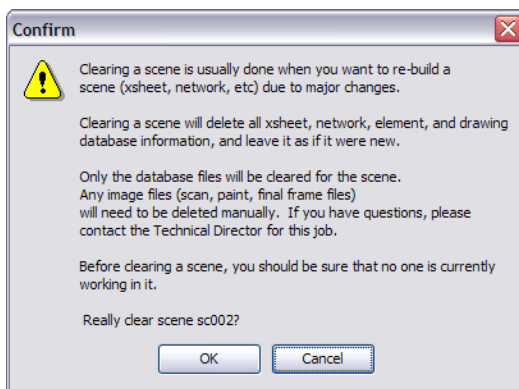 Confirm
Clearing a scene is usually done when you want to re-build a
scene (xsheet, network, etc) due to major changes.
Clearing a scene will delete all xsheet, network, element, and drawing
database information, and leave it as if it were new.
Only the database files will be cleared for the scene.
Any image files (scan, paint, final frame files)
will need to be deleted manually.  If you have questions, please
contact the Technical Director for this job.
Before clearing a scene, you should be sure that no one is currently
working in it.
Really clear scene sc002?
OK
Cancel